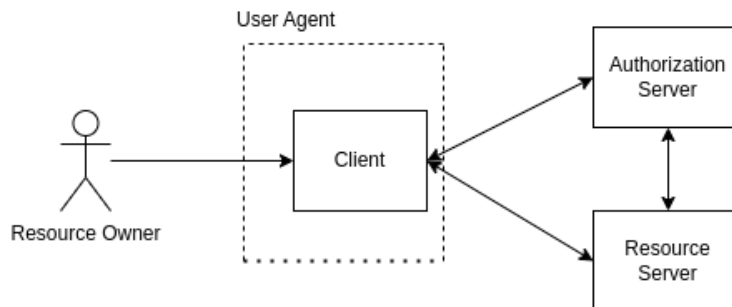 User Agent
Authorization
Server
Client
Resource Owner
Resource
Server